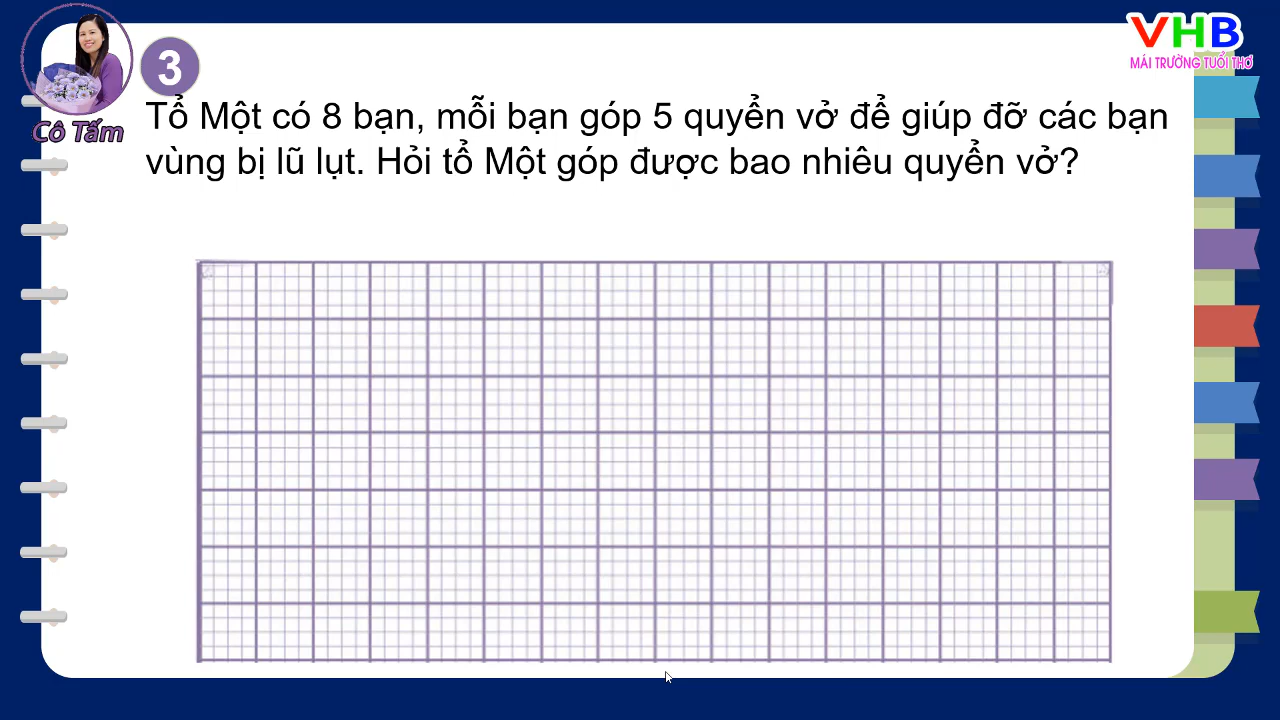 VHB
MÁI TRƯỜNG TUỔI THƠ
3
Cô Tấm
Tổ Một có 8 bạn, mỗi bạn góp 5 quyển vở để giúp đỡ các bạn
vùng bị lũ lụt. Hỏi tổ Một góp được bao nhiêu quyển vở?